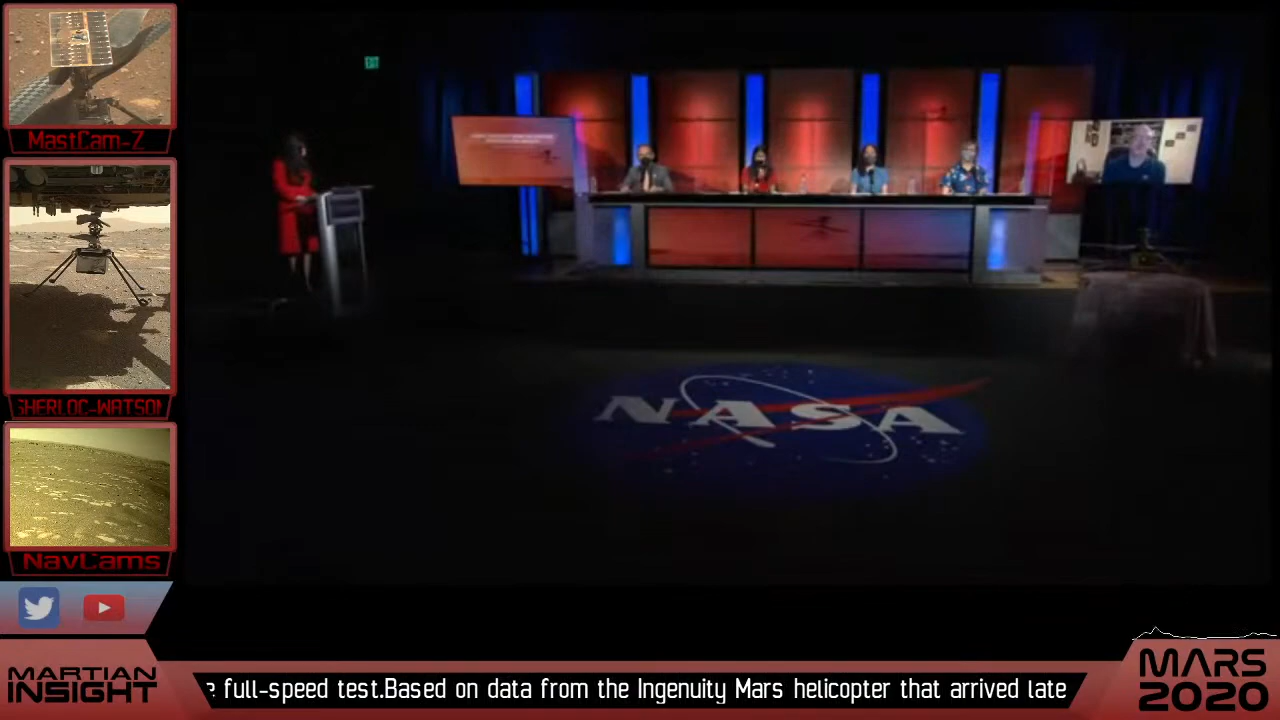 MastCam-Z
SHERLOC-WATSON
NavCams
EXIT
NASA
MARTIAN
INSIGHT
full-speed test.Based on data from the Ingenuity Mars helicopter that arrived late
MARS
2020